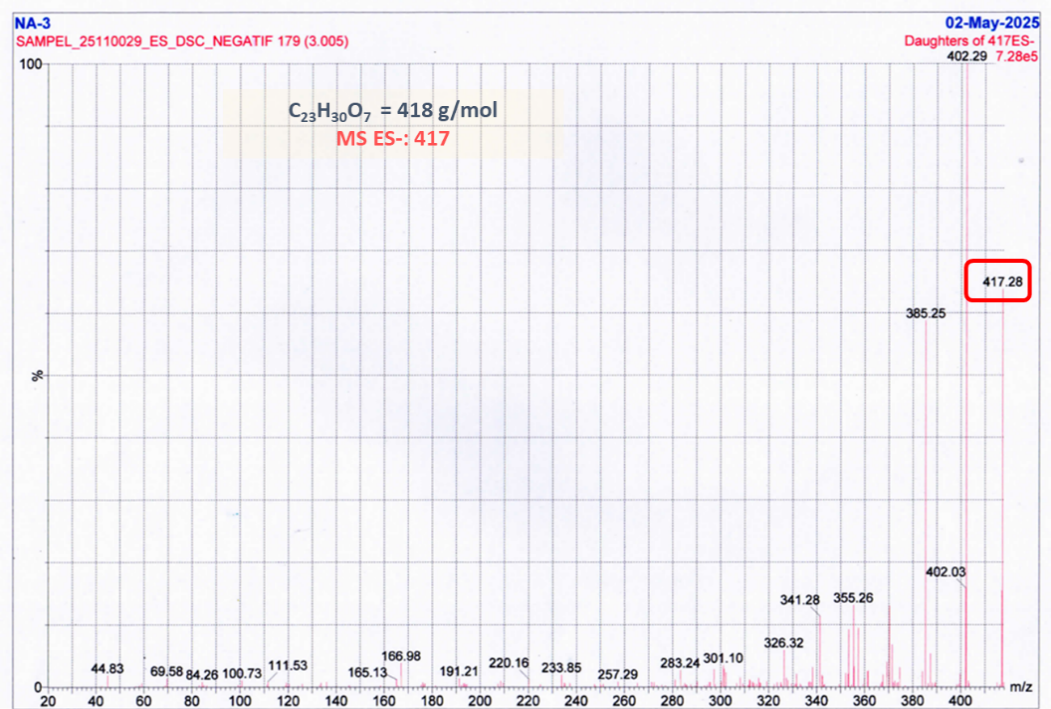 NA-3
02-May-2025
SAMPEL_25110029_ES_DSC_NEGATIF 179 (3.005)
Daughters of 417ES-
402.29 7.28e5
100
C₂₃H₃₀O₇ = 418 g/mol
MS ES-: 417
417.28
385.25
%
402.03
341.28 355.26
326.32
44.83 69.58 84.26 100.73 111.53 165.13 166.98 191.21 220.16 233.85 257.29 283.24 301.10
0
m/z
20 40 60 80 100 120 140 160 180 200 220 240 260 280 300 320 340 360 380 400